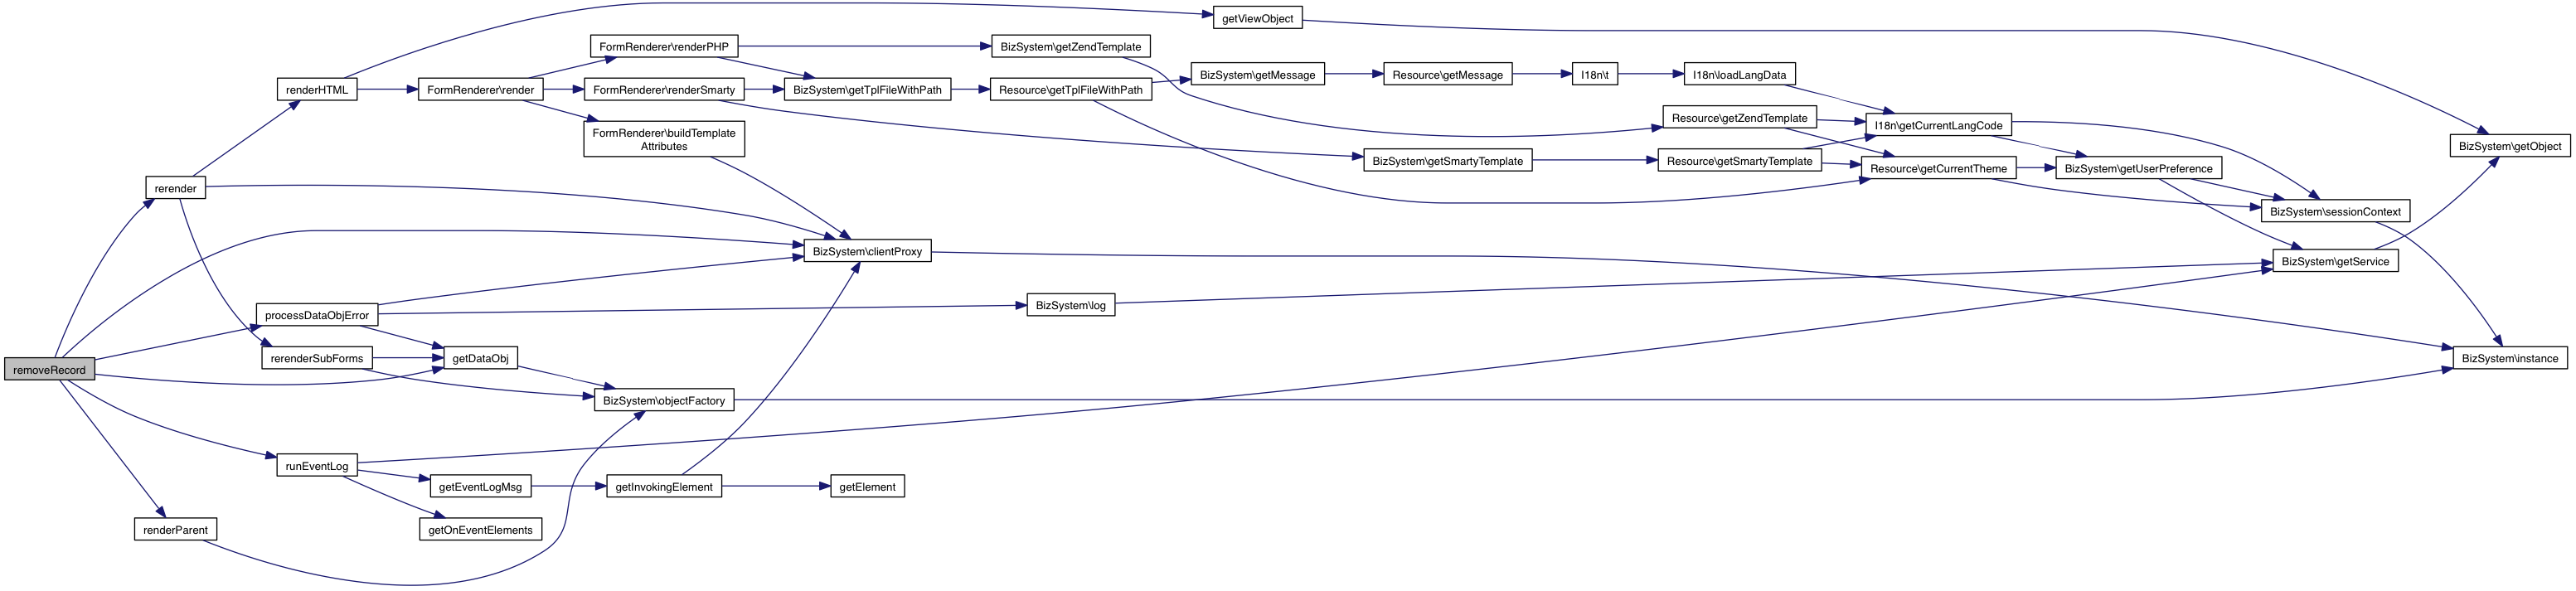 getViewObject
FormRenderer\renderPHP
BizSystem\getZendTemplate
BizSystem\getMessage
Resource\getMessage
I18n\t
I18n\loadLangData
renderHTML
FormRenderer\render
FormRenderer\renderSmarty
BizSystem\getTplFileWithPath
Resource\getTplFileWithPath
Resource\getZendTemplate
I18n\getCurrentLangCode
FormRenderer\buildTemplate
Attributes
BizSystem\getObject
BizSystem\getSmartyTemplate
Resource\getSmartyTemplate
Resource\getCurrentTheme
BizSystem\getUserPreference
rerender
BizSystem\sessionContext
BizSystem\clientProxy
BizSystem\getService
BizSystem\log
processDataObjError
rerenderSubForms
getDataObj
BizSystem\instance
removeRecord
BizSystem\objectFactory
runEventLog
getEventLogMsg
getInvokingElement
getElement
renderParent
getOnEventElements